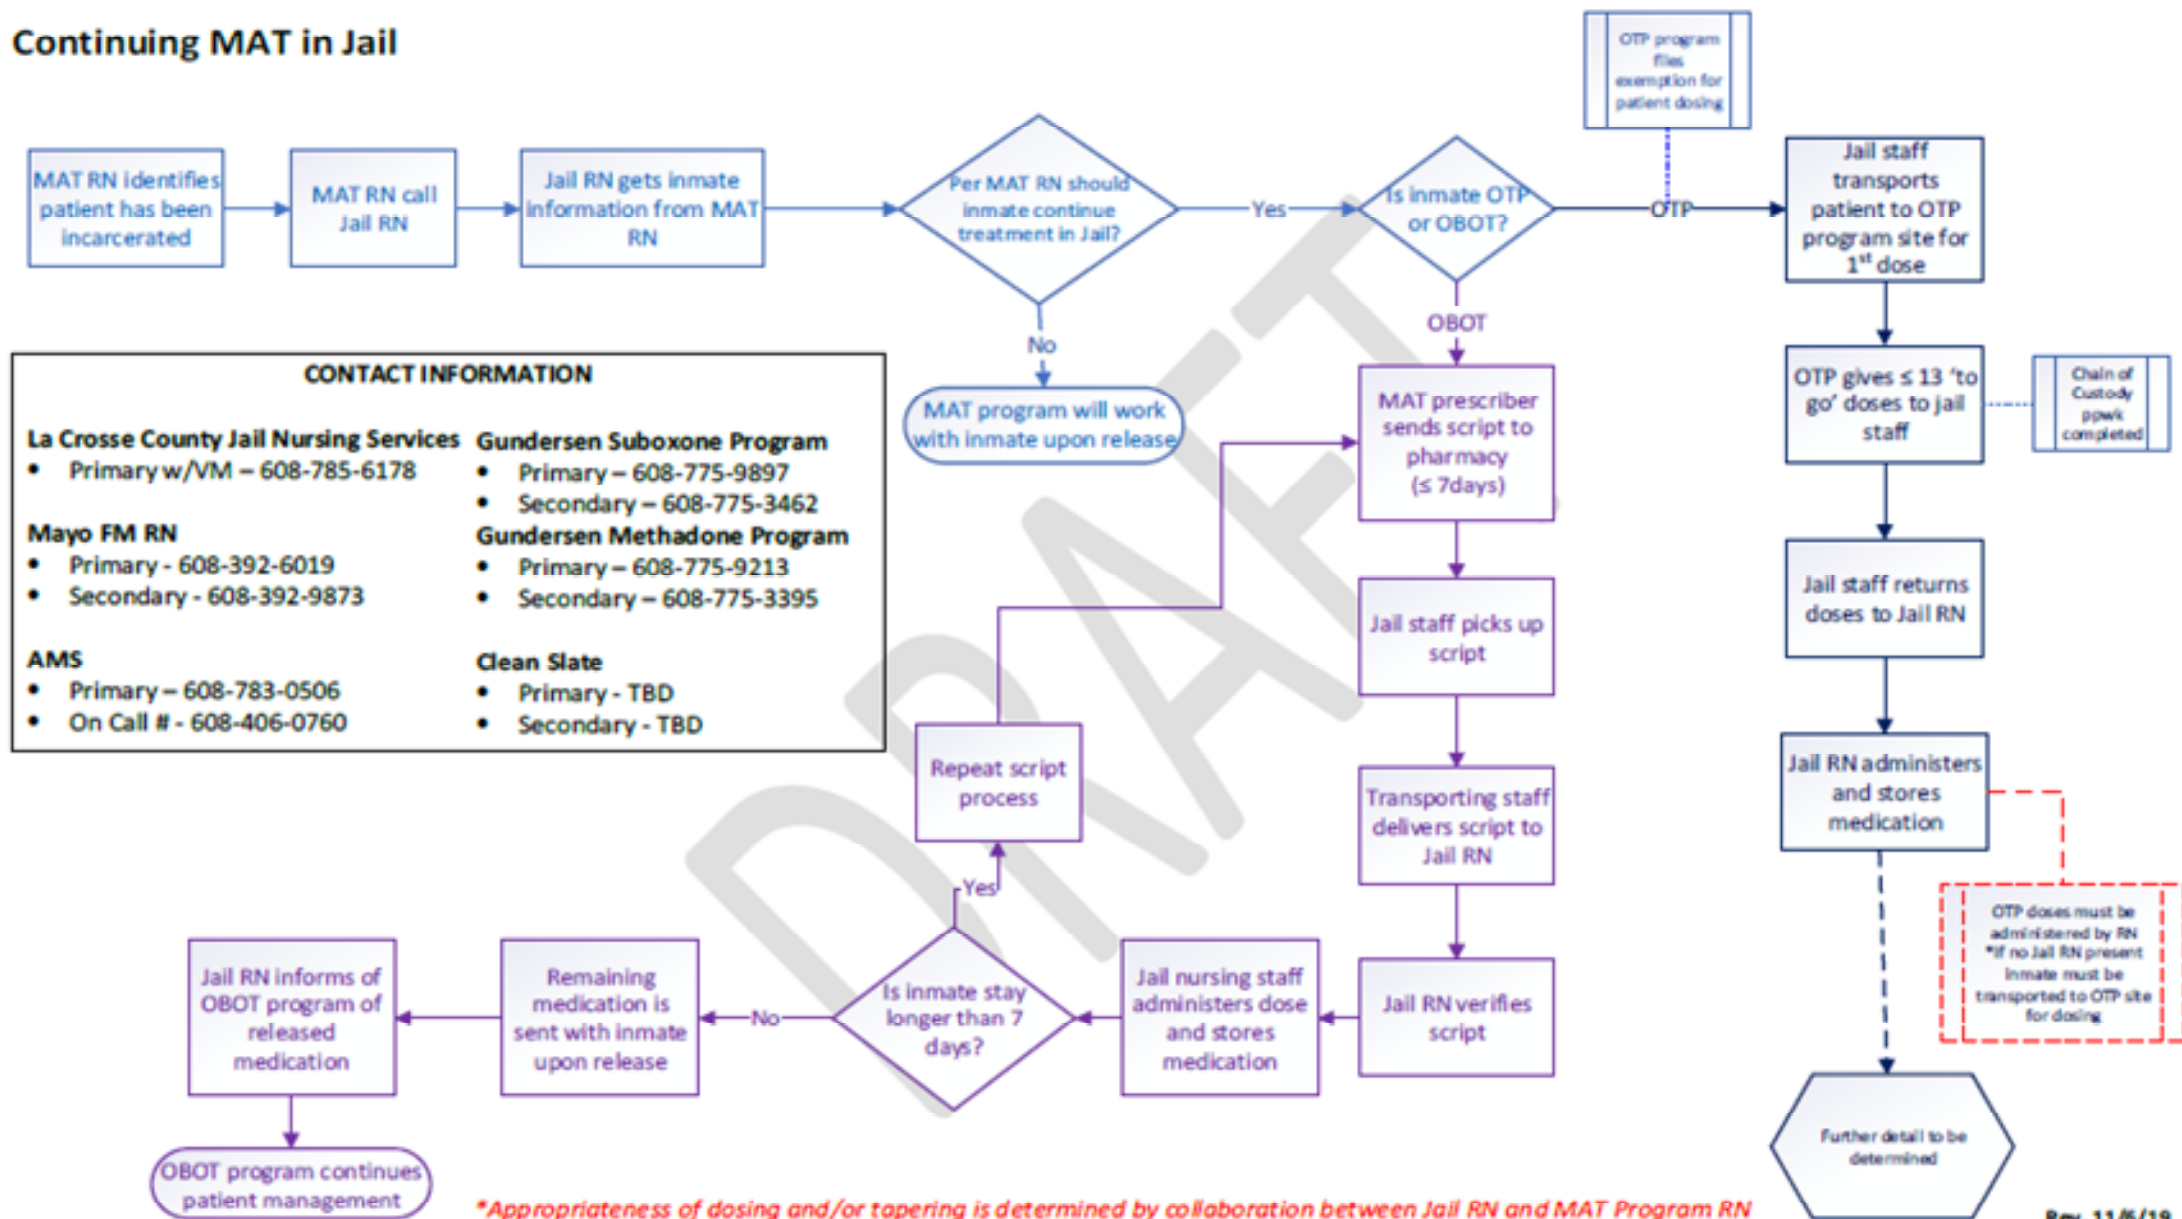 Continuing MAT in Jail
OTP program
files
exemption for
patient dosing
MAT RN identifies
patient has been
incarcerated
MAT RN call
Jail RN
Jail RN gets inmate
information from MAT
RN
Per MAT RN should
inmate continue
treatment in Jail?
Yes
Is inmate OTP
or OBOT?
OTP
Jail staff
transports
patient to OTP
program site for
1st dose
No
MAT program will work
with inmate upon release
OBOT
OTP gives ≤ 13 ‘to
go’ doses to jail
staff
Chain of
Custody
ppwk
completed
CONTACT INFORMATION
La Crosse County Jail Nursing Services
• Primary w/VM – 608-785-6178
Mayo FM RN
• Primary - 608-392-6019
• Secondary - 608-392-9873
AMS
• Primary – 608-783-0506
• On Call # - 608-406-0760
Gundersen Suboxone Program
• Primary – 608-775-9897
• Secondary – 608-775-3462
Gundersen Methadone Program
• Primary – 608-775-9213
• Secondary – 608-775-3395
Clean Slate
• Primary - TBD
• Secondary - TBD
MAT prescriber
sends script to
pharmacy
(≤ 7days)
Jail staff picks up
script
Transporting staff
delivers script to
Jail RN
Jail RN verifies
script
Jail nursing staff
administers dose
and stores
medication
Is inmate stay
longer than 7
days?
Yes
Repeat script
process
No
Remaining
medication is
sent with inmate
upon release
Jail RN informs of
OBOT program of
released
medication
OBOT program continues
patient management
Jail staff returns
doses to Jail RN
Jail RN administers
and stores
medication
OTP doses must be
administered by RN
*If no Jail RN present
inmate must be
transported to OTP site
for dosing
Further detail to be
determined
DRAFT
*Appropriateness of dosing and/or tapering is determined by collaboration between Jail RN and MAT Program RN
Rev. 11/6/19